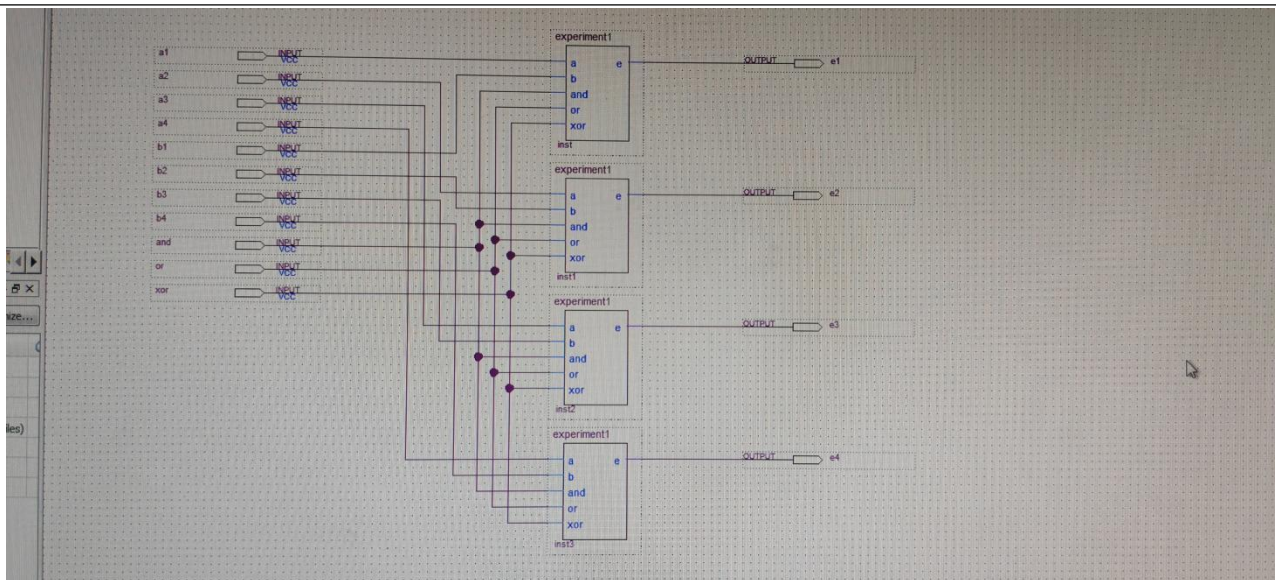 experiment1
a1 INPUT VCC
a e
OUTPUT e1
a2 INPUT VCC
b
a3 INPUT VCC
and
or
a4 INPUT VCC
xor
b1 INPUT VCC
inst
b2 INPUT VCC
experiment1
b3 INPUT VCC
a e
OUTPUT e2
b
b4 INPUT VCC
and
and INPUT VCC
or
xor
or INPUT VCC
inst1
xor INPUT VCC
experiment1
a e
OUTPUT e3
b
and
or
xor
inst2
experiment1
a e
OUTPUT e4
b
and
or
xor
inst3